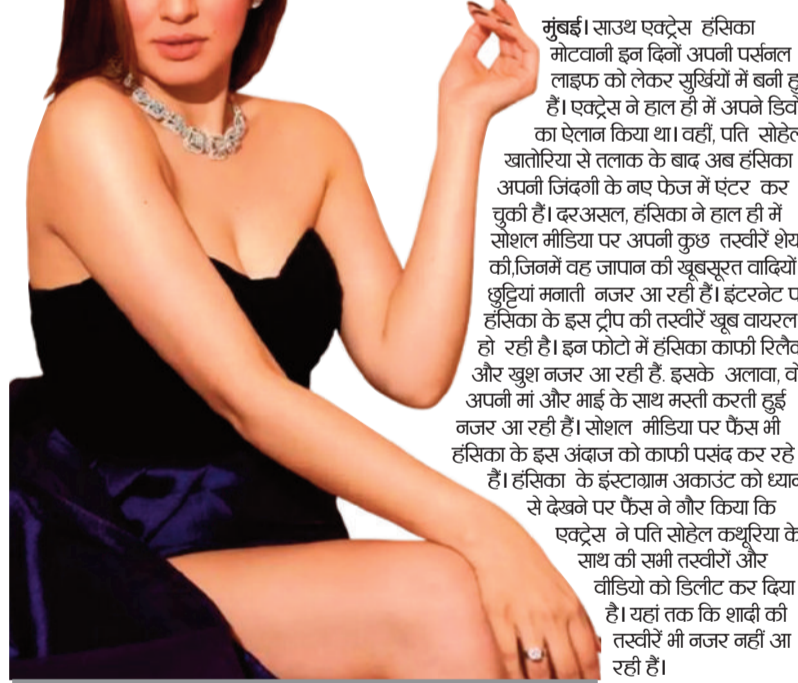 मुंबई। साउथ एक्ट्रेस हंसिका
मोटवानी इन दिनों अपनी पर्सनल
लाइफ को लेकर सुर्खियों में बनी
हैं। एक्ट्रेस ने हाल ही में अपने
का ऐलान किया था। वहीं, पति
खातोरिया से तलाक के बाद अब हंसिका
अपनी जिंदगी के नए फेज में एंटर कर
चुकी हैं। दरअसल, हंसिका ने हाल ही में
सोशल मीडिया पर अपनी कुछ तस्वीरें
की,जिनमें वह जापान की खूबसूरत वादियों
छुट्टियां मनाती नजर आ रही हैं। इंटरनेट
हंसिका के इस ट्रीप की तस्वीरें खूब वायरल
हो रही है। इन फोटो में हंसिका काफी
और खुश नजर आ रही हैं. इसके अलावा,
अपनी मां और भाई के साथ मस्ती करती हुई
नजर आ रही हैं। सोशल मीडिया पर फैंस भी
हंसिका के इस अंदाज को काफी पसंद कर रहे
हैं। हंसिका के इंस्टाग्राम अकाउंट को
से देखने पर फैंस ने गौर किया कि
एक्ट्रेस ने पति सोहेल कथूरिया के
साथ की सभी तस्वीरों और
वीडियो को डिलीट कर दिया
है। यहां तक कि शादी की
तस्वीरें भी नजर नहीं आ
रही हैं।